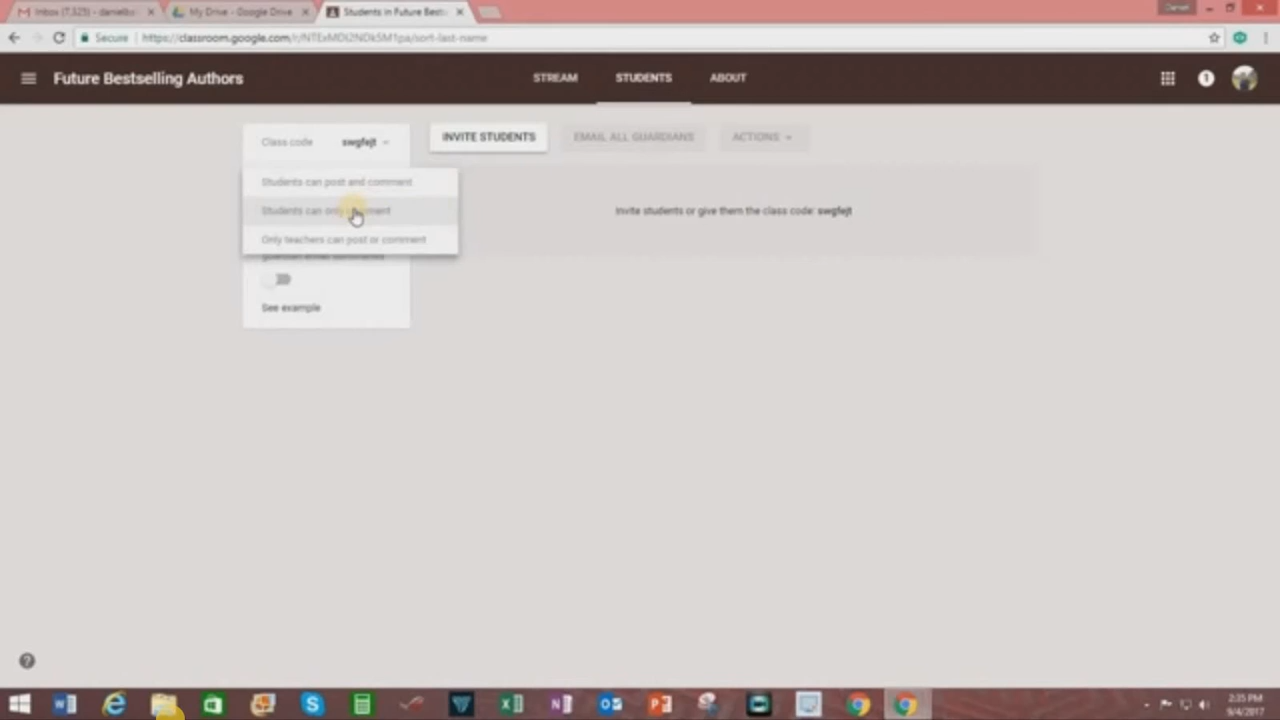 Inbox (7,325) - danielb
My Drive - Google Drive
Students in Future Bests
Daniel
Secure
https://classroom.google.com/
/sort-last-name
Future Bestselling Authors
STREAM
STUDENTS
ABOUT
1
Class code swgfejt
INVITE STUDENTS
EMAIL ALL GUARDIANS
ACTIONS
Students can post and comment
Students can only comment
Only teachers can post or comment
Invite students or give them the class code: swgfejt
See example
2:35 PM
9/4/2017